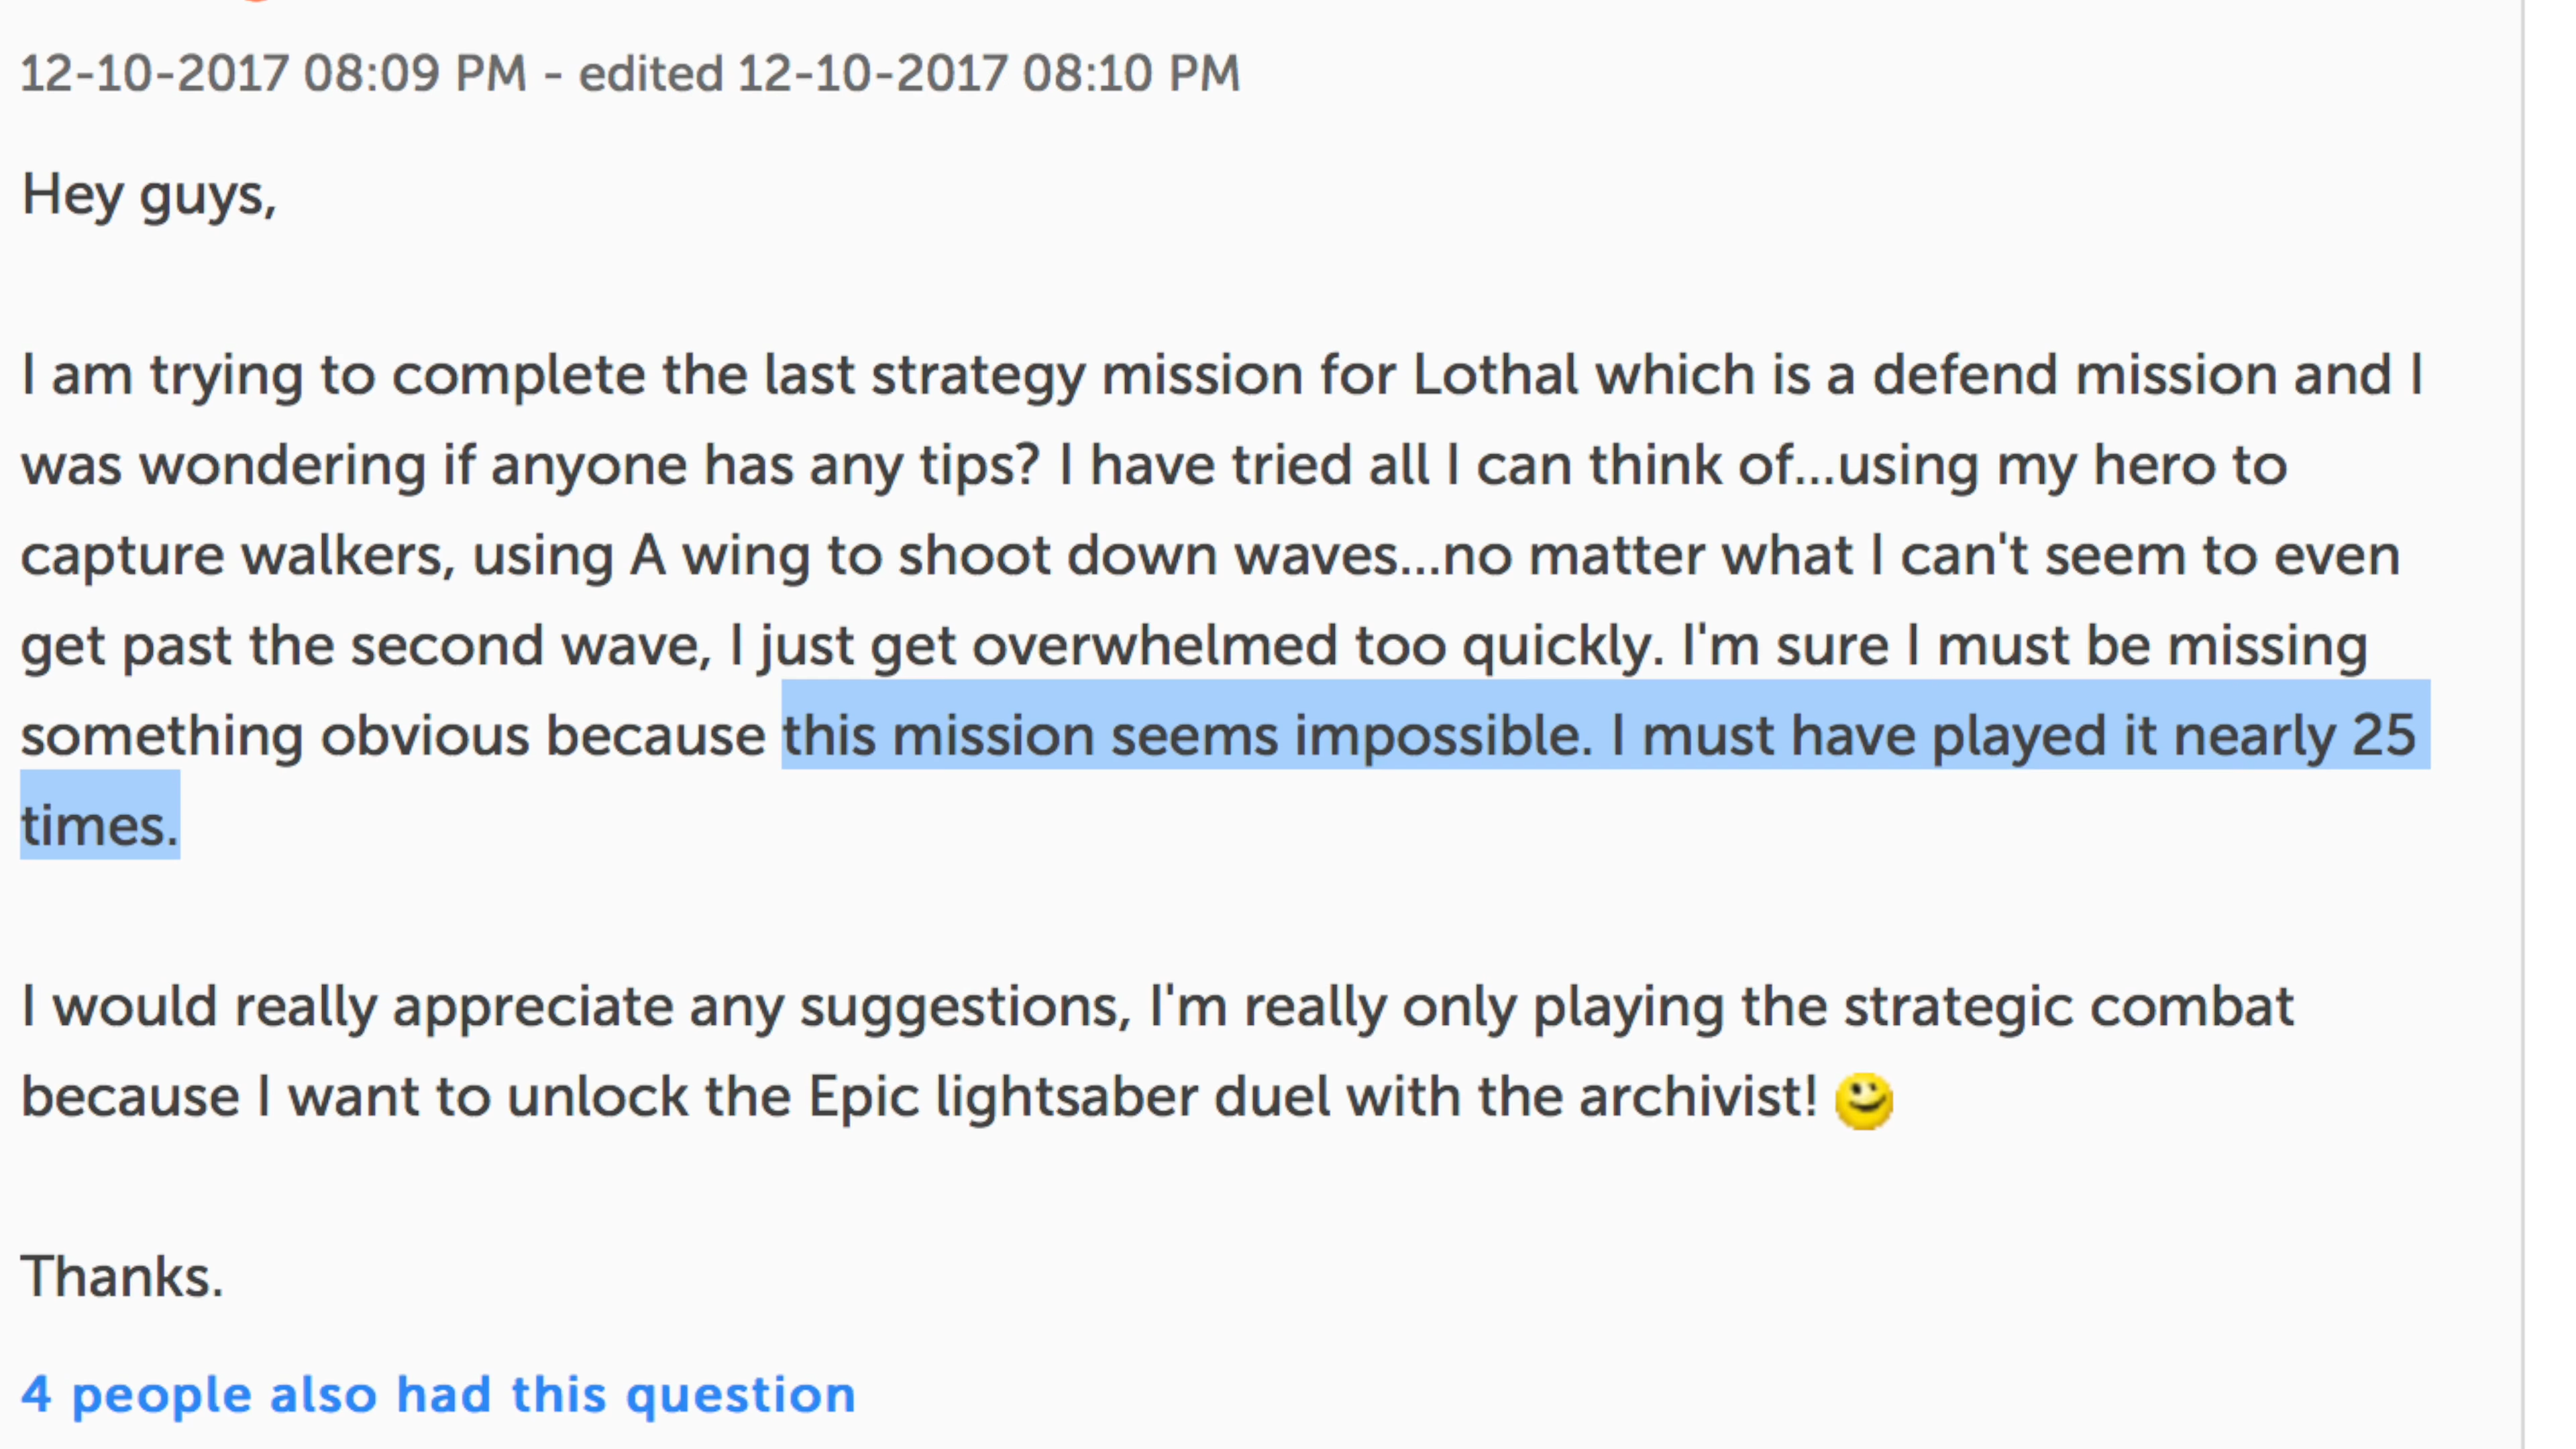 12-10-2017 08:09 PM - edited 12-10-2017 08:10 PM
Hey guys,
I am trying to complete the last strategy mission for Lothal which is a defend mission and I
was wondering if anyone has any tips? I have tried all I can think of...using my hero to
capture walkers, using A wing to shoot down waves...no matter what I can't seem to even
get past the second wave, I just get overwhelmed too quickly. I'm sure I must be missing
something obvious because this mission seems impossible. I must have played it nearly 25
times.
I would really appreciate any suggestions, I'm really only playing the strategic combat
because I want to unlock the Epic lightsaber duel with the archivist!
Thanks.
4 people also had this question